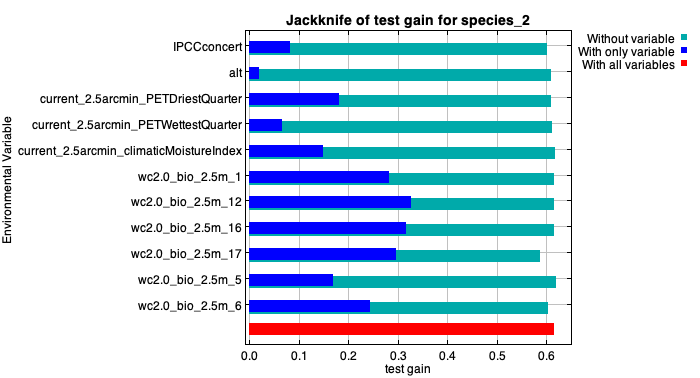 Jackknife of test gain for species_2
Environmental Variable
IPCCconcert
alt
current_2.5arcmin_PETDriestQuarter
current_2.5arcmin_PETWettestQuarter
current_2.5arcmin_climaticMoistureIndex
wc2.0_bio_2.5m_1
wc2.0_bio_2.5m_12
wc2.0_bio_2.5m_16
wc2.0_bio_2.5m_17
wc2.0_bio_2.5m_5
wc2.0_bio_2.5m_6
0.0 0.1 0.2 0.3 0.4 0.5 0.6
test gain
Without variable
With only variable
With all variables